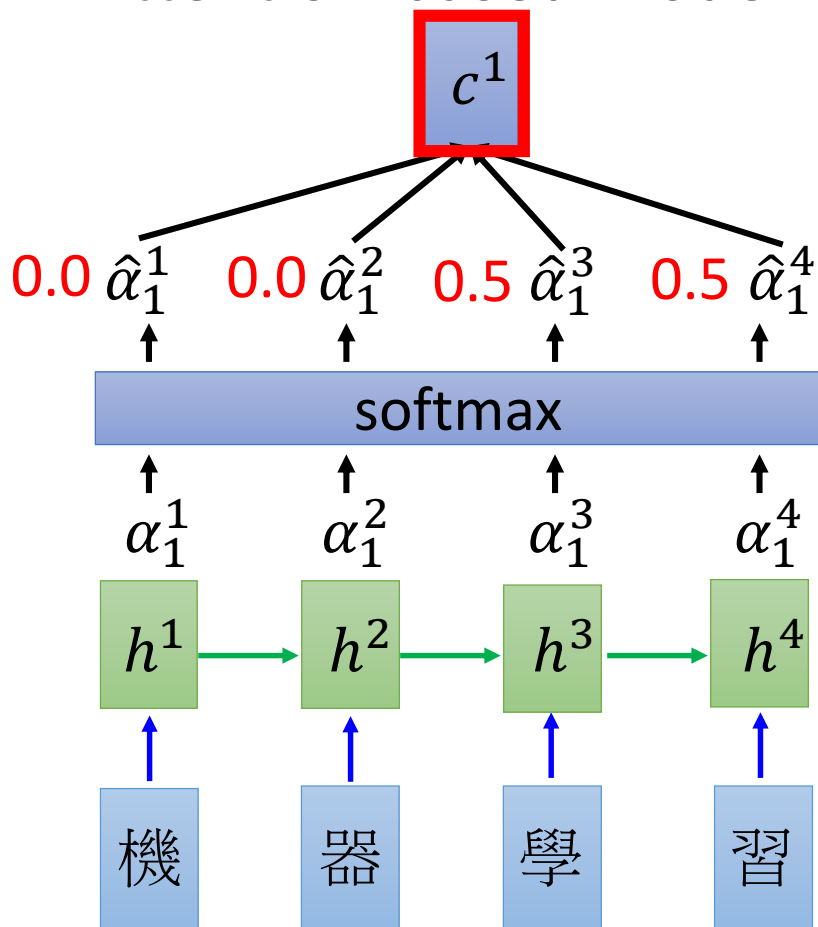 c¹
0.0 α̂₁¹ 0.0 α̂₁² 0.5 α̂₁³ 0.5 α̂₁⁴
softmax
α₁¹ α₁² α₁³ α₁⁴
h¹ h² h³ h⁴
機 器 學 習